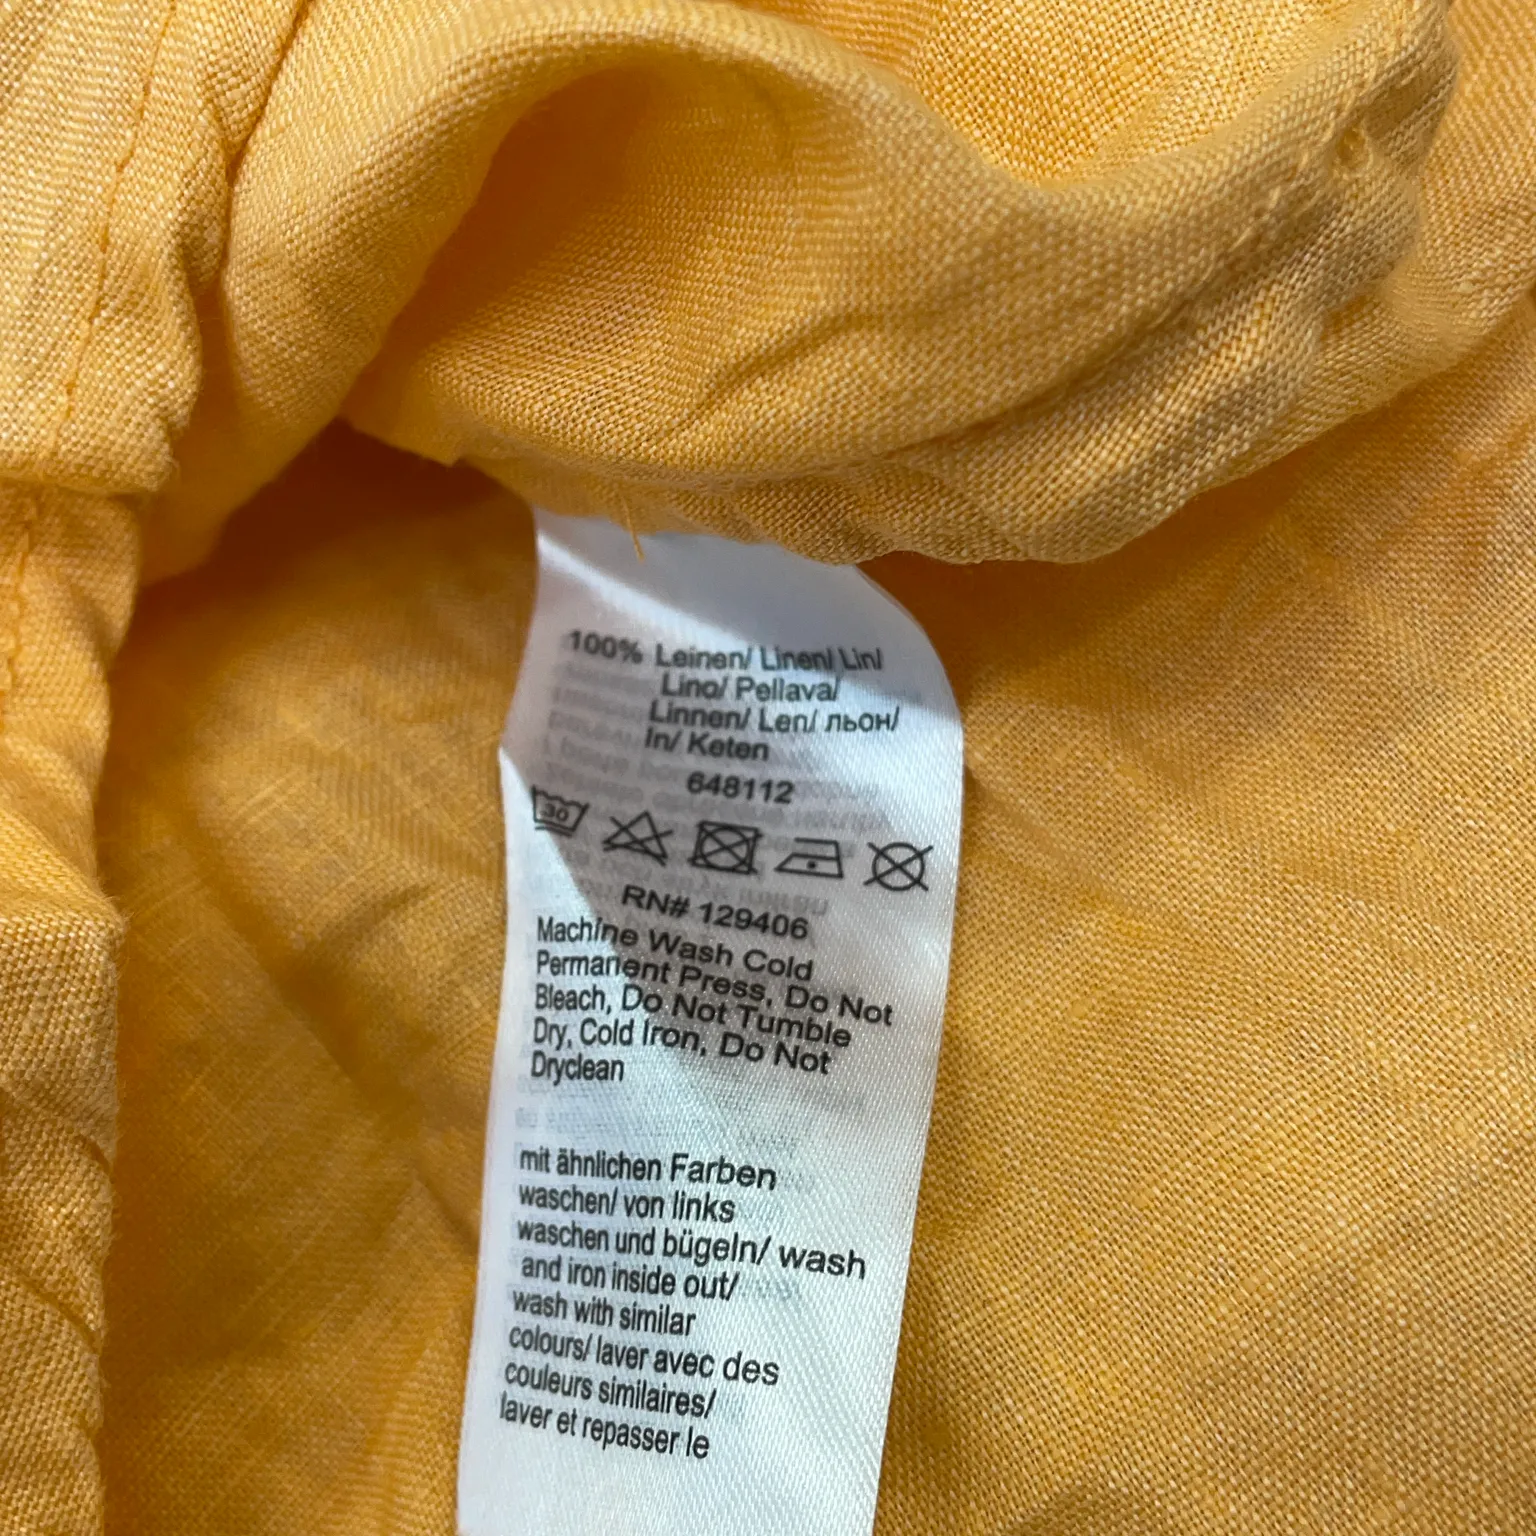 100% Leinen/ Linen/ Lin/
Lino/ Pellava/
Linnen/ Len/ льон/
In/ Keten
648112
30
RN# 129406
Machine Wash Cold
Permanent Press, Do Not
Bleach, Do Not Tumble
Dry, Cold Iron, Do Not
Dryclean
mit ähnlichen Farben
waschen/ von links
waschen und bügeln/ wash
and iron inside out/
wash with similar
colours/ laver avec des
couleurs similaires/
laver et repasser le